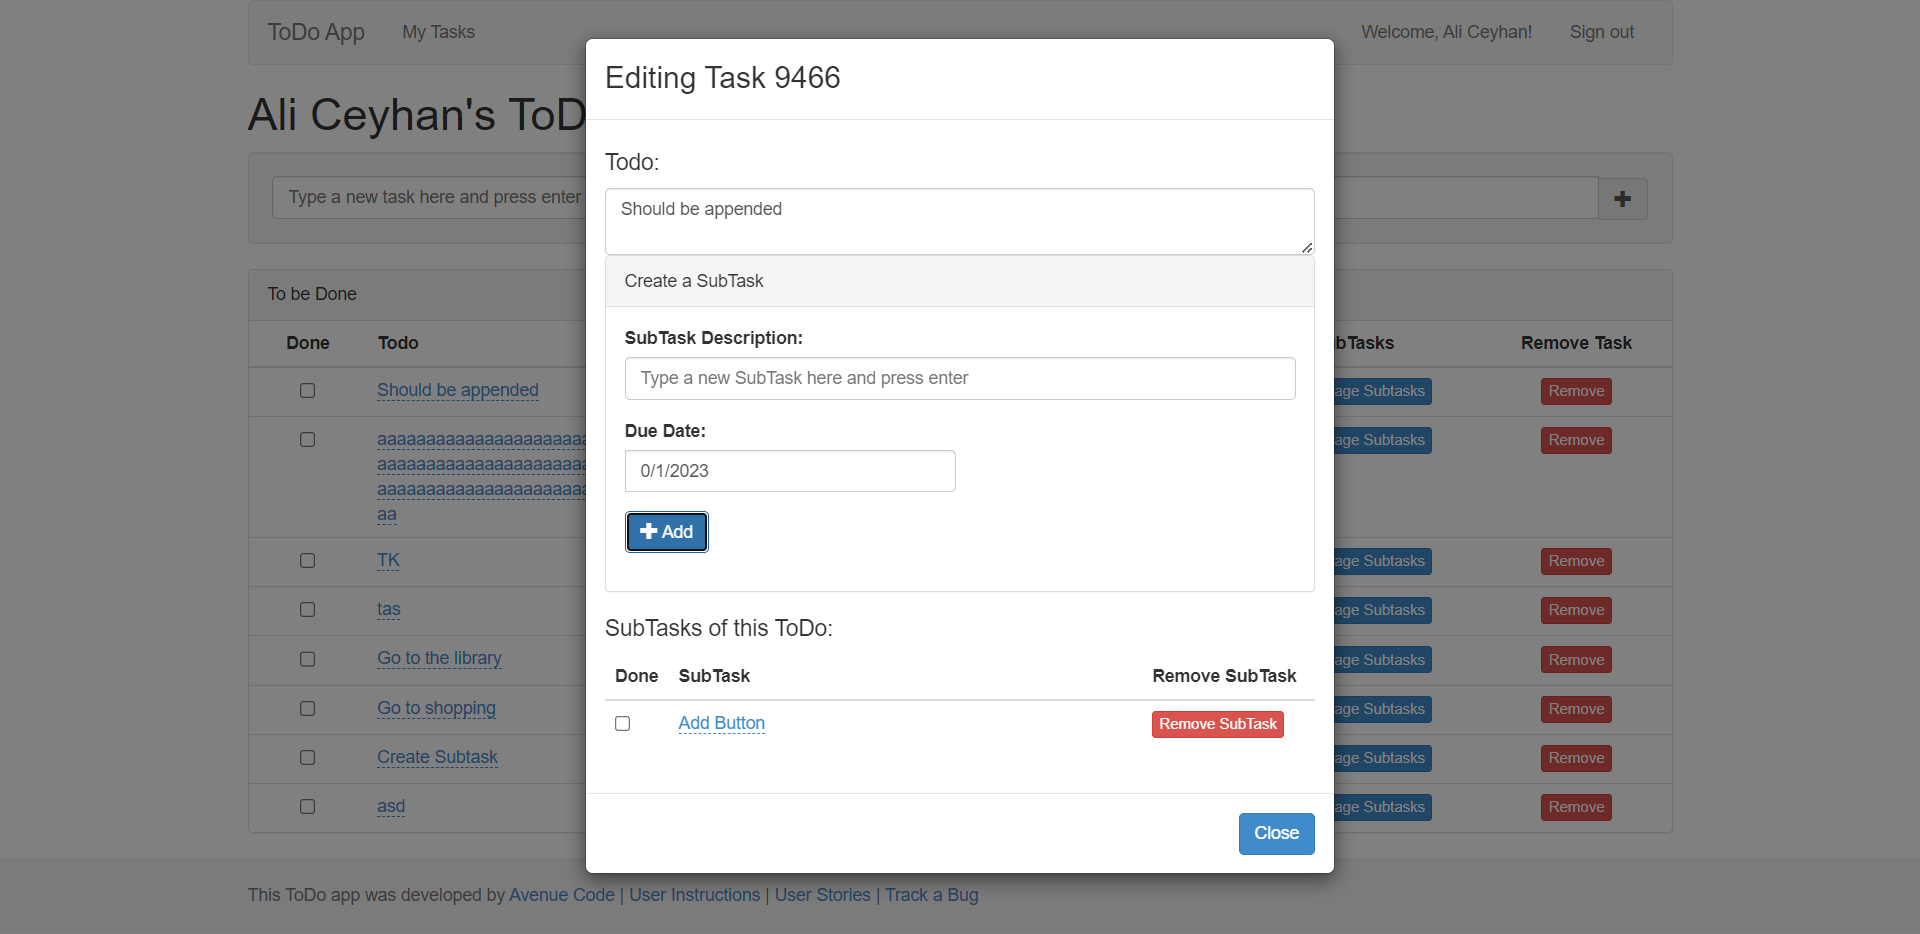 ToDo App My Tasks Welcome, Ali Ceyhan! Sign out
Ali Ceyhan's ToD
Type a new task here and press enter
To be Done
Done Todo bTasks Remove Task
Should be appended age Subtasks Remove
age Subtasks Remove
aa
TK age Subtasks Remove
tas age Subtasks Remove
Go to the library age Subtasks Remove
Go to shopping age Subtasks Remove
Create Subtask age Subtasks Remove
asd age Subtasks Remove
This ToDo app was developed by Avenue Code | User Instructions | User Stories | Track a Bug
Editing Task 9466
Todo:
Should be appended
Create a SubTask
SubTask Description:
Type a new SubTask here and press enter
Due Date:
0/1/2023
Add
SubTasks of this ToDo:
Done SubTask Remove SubTask
Add Button Remove SubTask
Close